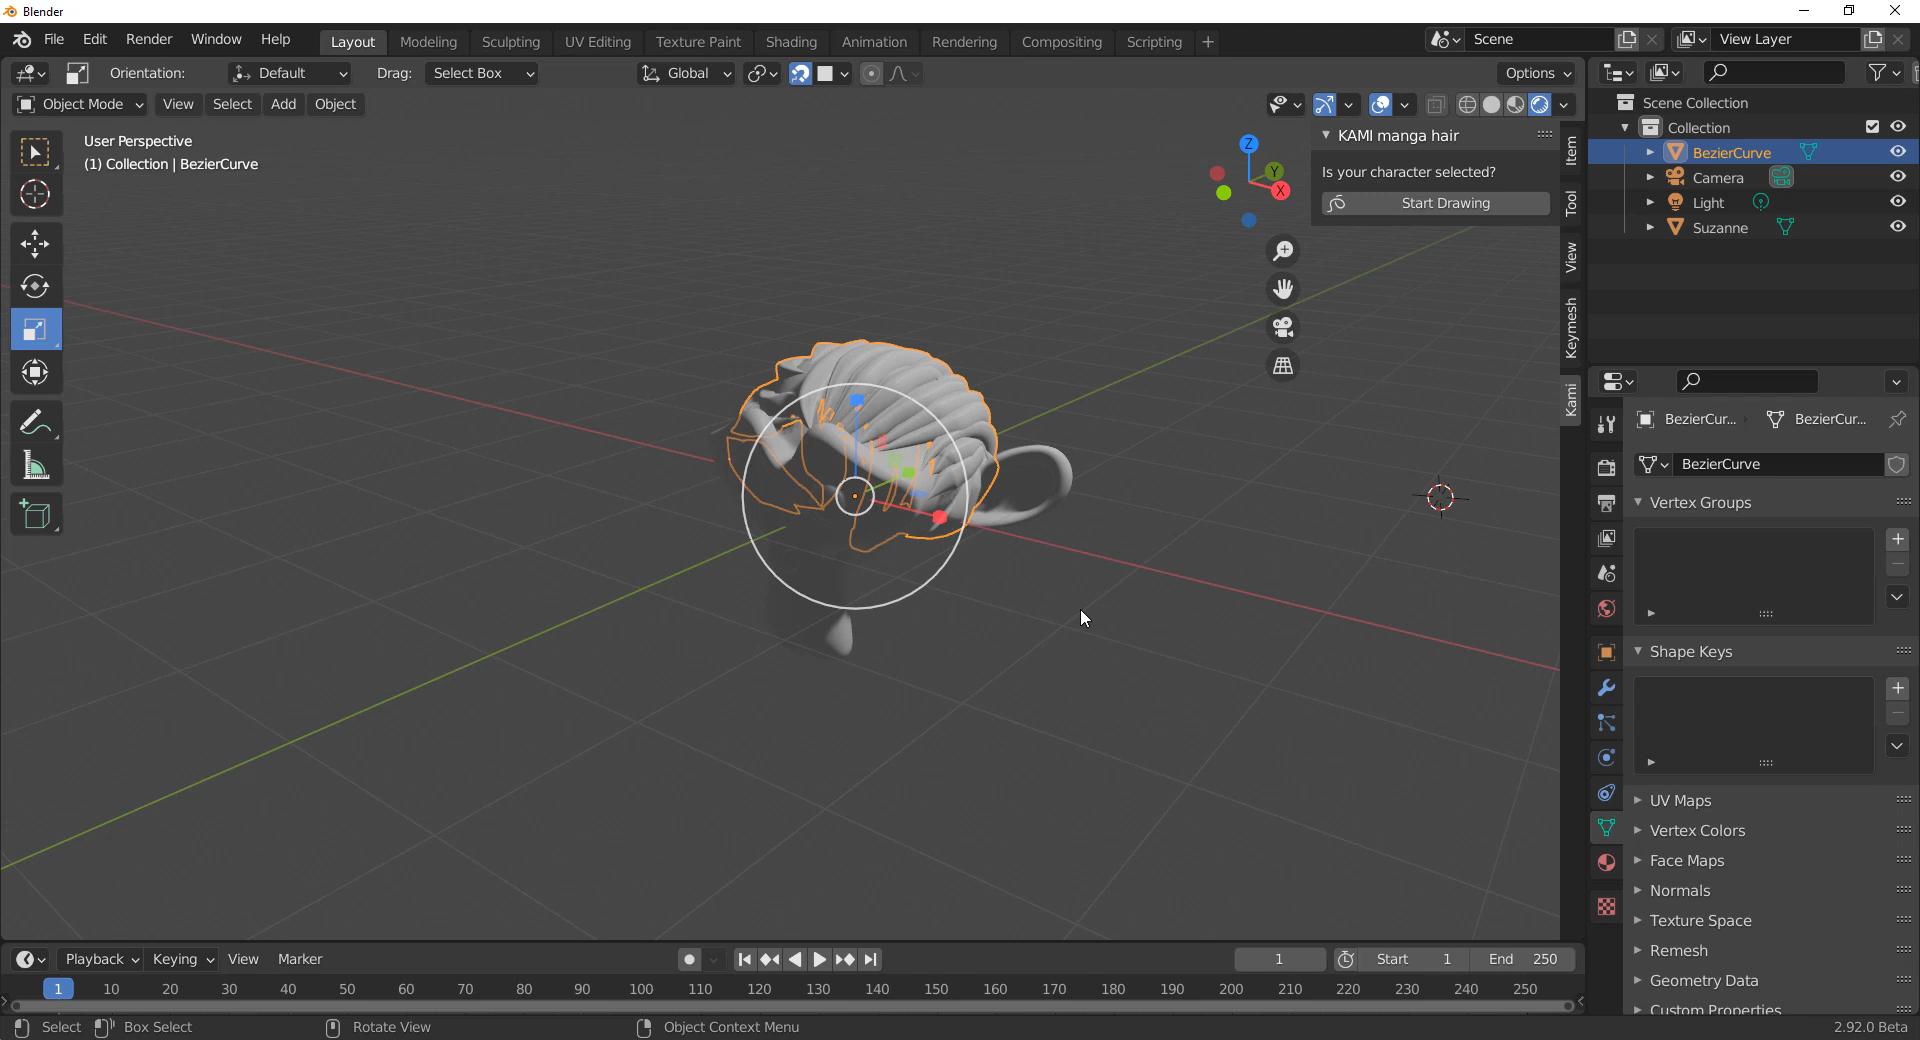 Blender
File Edit Render Window Help Layout Modeling Sculpting UV Editing Texture Paint Shading Animation Rendering Compositing Scripting + Scene View Layer
Orientation: Default Drag: Select Box Global Options
Object Mode View Select Add Object
User Perspective
(1) Collection | BezierCurve
Z
Y
X
KAMI manga hair
Is your character selected?
Start Drawing
Item
Tool
View
Keymesh
Kami
Scene Collection
Collection
BezierCurve
Camera
Light
Suzanne
BezierCur... BezierCur...
BezierCurve
Vertex Groups
Shape Keys
UV Maps
Vertex Colors
Face Maps
Normals
Texture Space
Remesh
Geometry Data
Custom Properties
Playback Keying View Marker 1 Start 1 End 250
1 10 20 30 40 50 60 70 80 90 100 110 120 130 140 150 160 170 180 190 200 210 220 230 240 250
Select Box Select Rotate View Object Context Menu 2.92.0 Beta